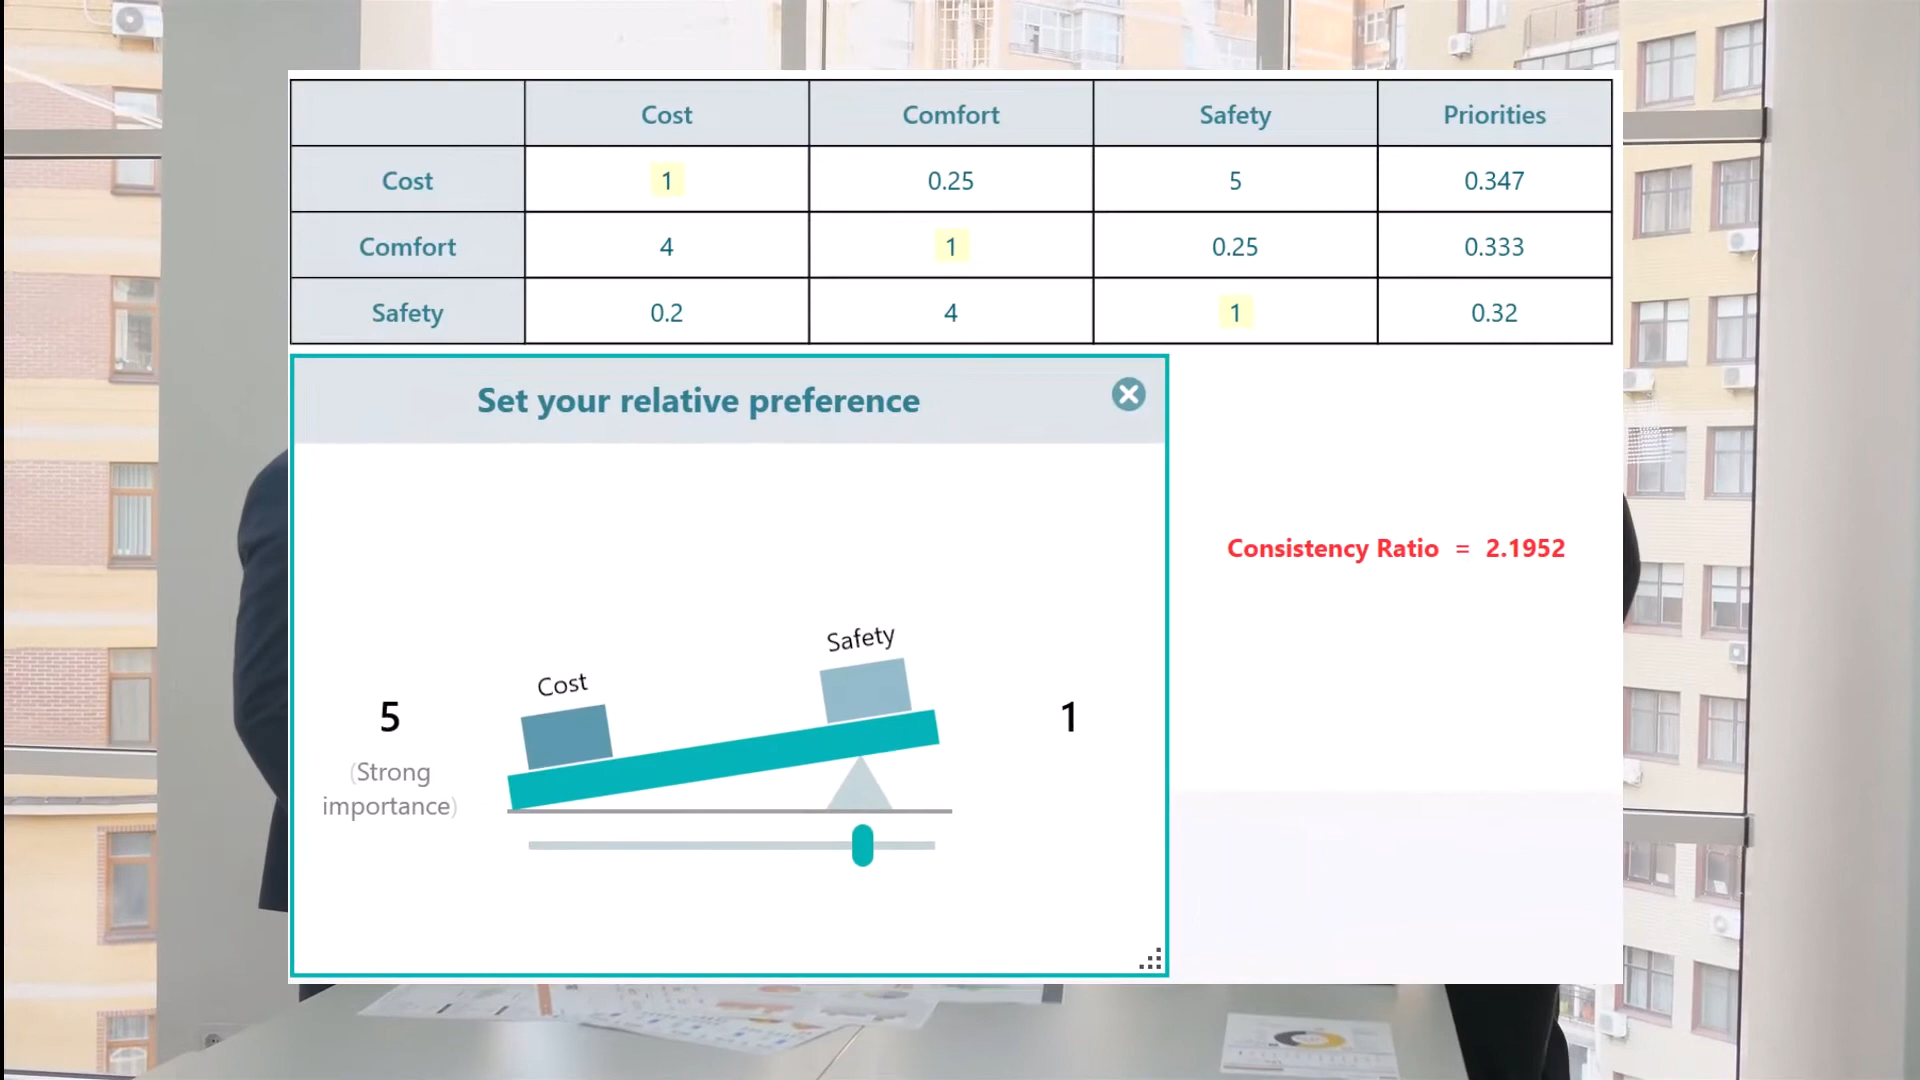 Cost Comfort Safety Priorities
Cost 1 0.25 5 0.347
Comfort 4 1 0.25 0.333
Safety 0.2 4 1 0.32
Set your relative preference
Consistency Ratio = 2.1952
Safety
Cost
5
1
(Strong
importance)